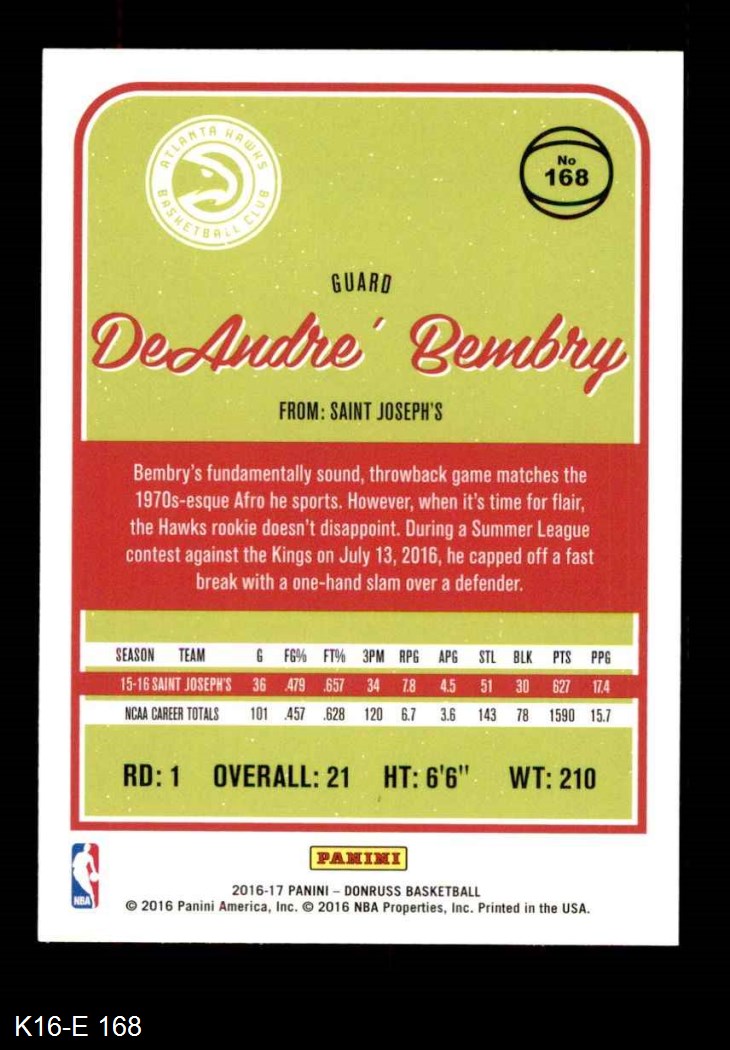 ATLANTA HAWKS
BASKETBALL CLUB
No
168
GUARD
DeAndre´ Bembry
FROM: SAINT JOSEPH'S
Bembry's fundamentally sound, throwback game matches the
1970s-esque Afro he sports. However, when it's time for flair,
the Hawks rookie doesn't disappoint. During a Summer League
contest against the Kings on July 13, 2016, he capped off a fast
break with a one-hand slam over a defender.
SEASON TEAM G FG% FT% 3PM RPG APG STL BLK PTS PPG
15-16 SAINT JOSEPH'S 36 .479 .657 34 7.8 4.5 51 30 627 17.4
NCAA CAREER TOTALS 101 .457 .628 120 6.7 3.6 143 78 1590 15.7
RD: 1 OVERALL: 21 HT: 6'6" WT: 210
PANINI
NBA
2016-17 PANINI – DONRUSS BASKETBALL
© 2016 Panini America, Inc. © 2016 NBA Properties, Inc. Printed in the USA.
K16-E 168